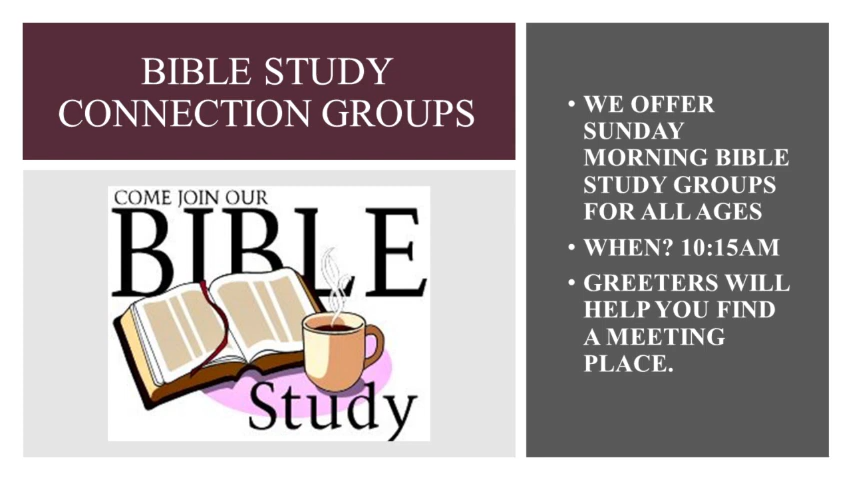 BIBLE STUDY
CONNECTION GROUPS
COME JOIN OUR
BIBLE
Study
• WE OFFER
SUNDAY
MORNING BIBLE
STUDY GROUPS
FOR ALL AGES
• WHEN? 10:15AM
• GREETERS WILL
HELP YOU FIND
A MEETING
PLACE.